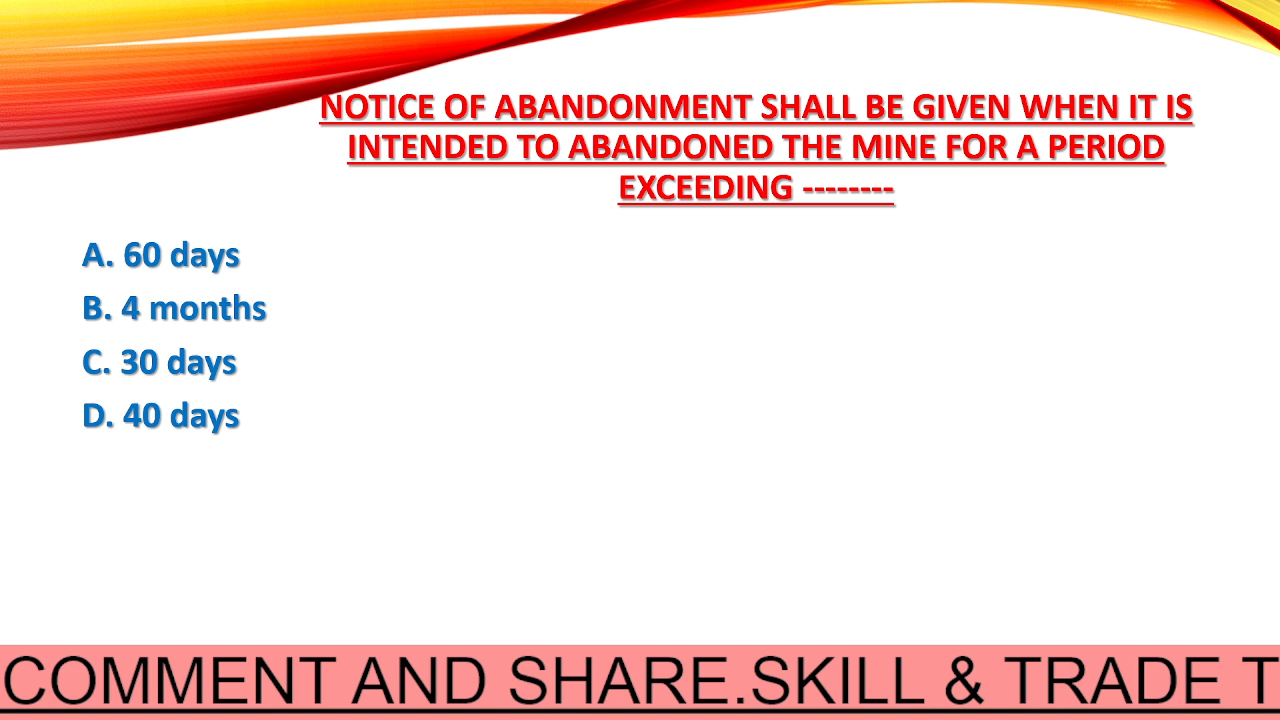 NOTICE OF ABANDONMENT SHALL BE GIVEN WHEN IT IS
INTENDED TO ABANDONED THE MINE FOR A PERIOD
EXCEEDING --------
A. 60 days
B. 4 months
C. 30 days
D. 40 days
COMMENT AND SHARE.SKILL & TRADE T